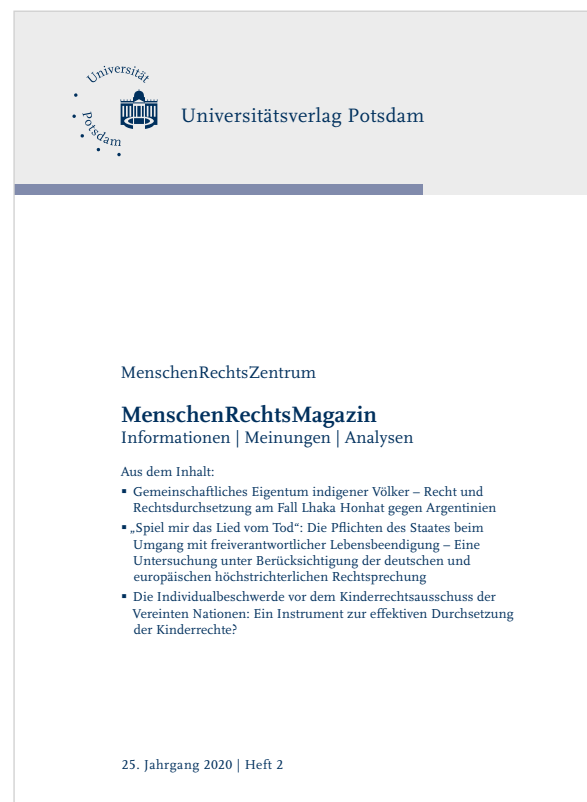 Universität
Potsdam
Universitätsverlag Potsdam
MenschenRechtsZentrum
MenschenRechtsMagazin
Informationen | Meinungen | Analysen
Aus dem Inhalt:
▪ Gemeinschaftliches Eigentum indigener Völker – Recht und
Rechtsdurchsetzung am Fall Lhaka Honhat gegen Argentinien
▪ „Spiel mir das Lied vom Tod“: Die Pflichten des Staates beim
Umgang mit freiverantwortlicher Lebensbeendigung – Eine
Untersuchung unter Berücksichtigung der deutschen und
europäischen höchstrichterlichen Rechtsprechung
▪ Die Individualbeschwerde vor dem Kinderrechtsausschuss der
Vereinten Nationen: Ein Instrument zur effektiven Durchsetzung
der Kinderrechte?
25. Jahrgang 2020 | Heft 2